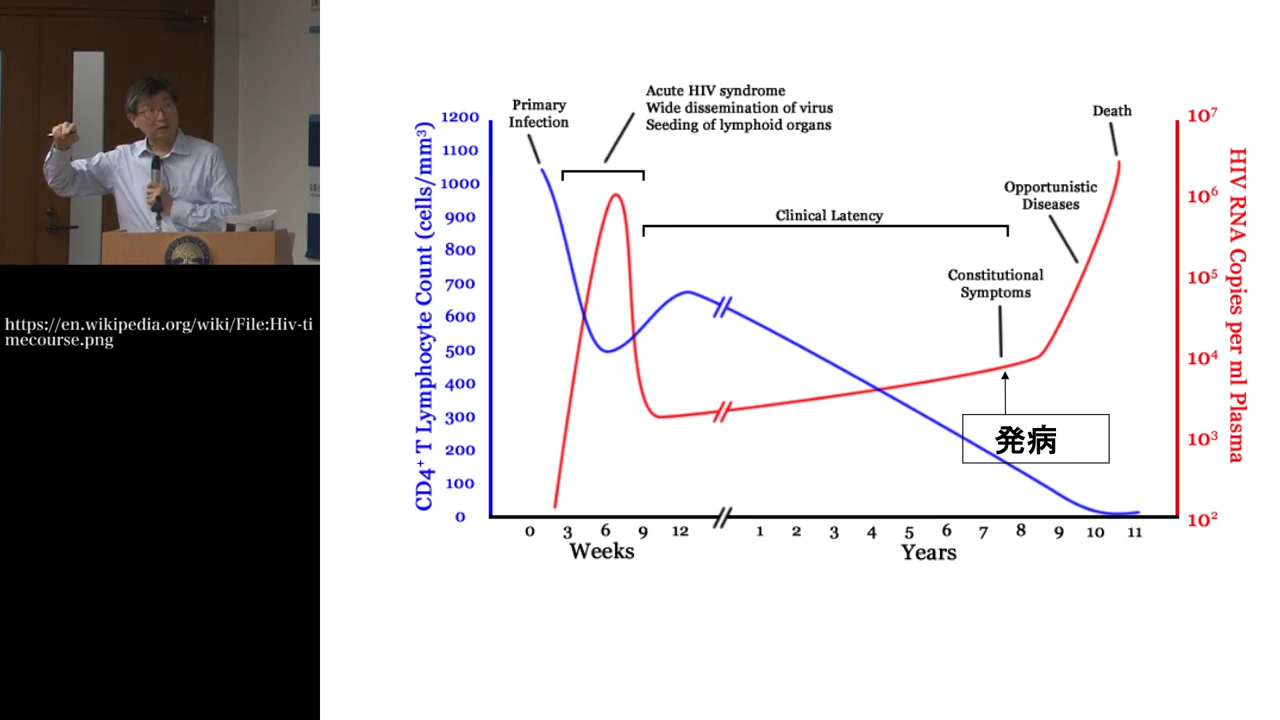 https://en.wikipedia.org/wiki/File:Hiv-ti
mecourse.png
Primary
Infection
Acute HIV syndrome
Wide dissemination of virus
Seeding of lymphoid organs
Death
Opportunistic
Diseases
Clinical Latency
Constitutional
Symptoms
発病
CD4⁺ T Lymphocyte Count (cells/mm³)
1200
1100
1000
900
800
700
600
500
400
300
200
100
0
HIV RNA Copies per ml Plasma
10⁷
10⁶
10⁵
10⁴
10³
10²
0 3 6 9 12 1 2 3 4 5 6 7 8 9 10 11
Weeks Years